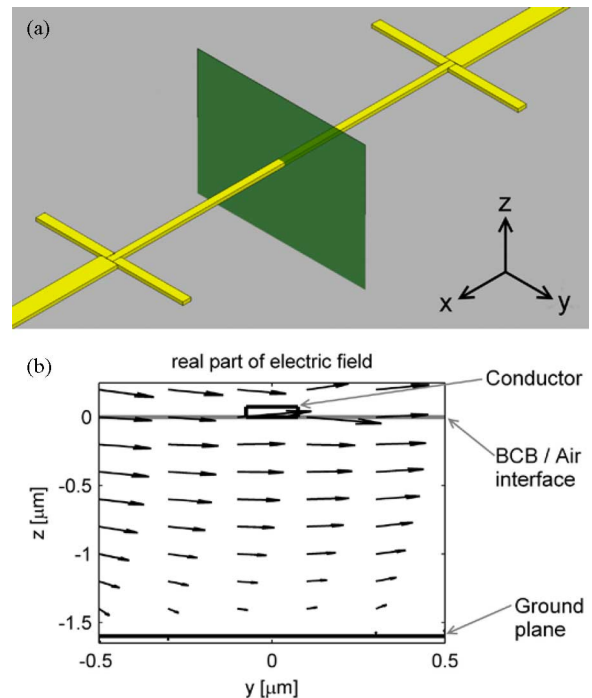 (a)
z
x
y
(b)
real part of electric field
Conductor
BCB / Air
interface
Ground
plane
0
-0.5
-1
-1.5
z [μm]
-0.5
0
0.5
y [μm]